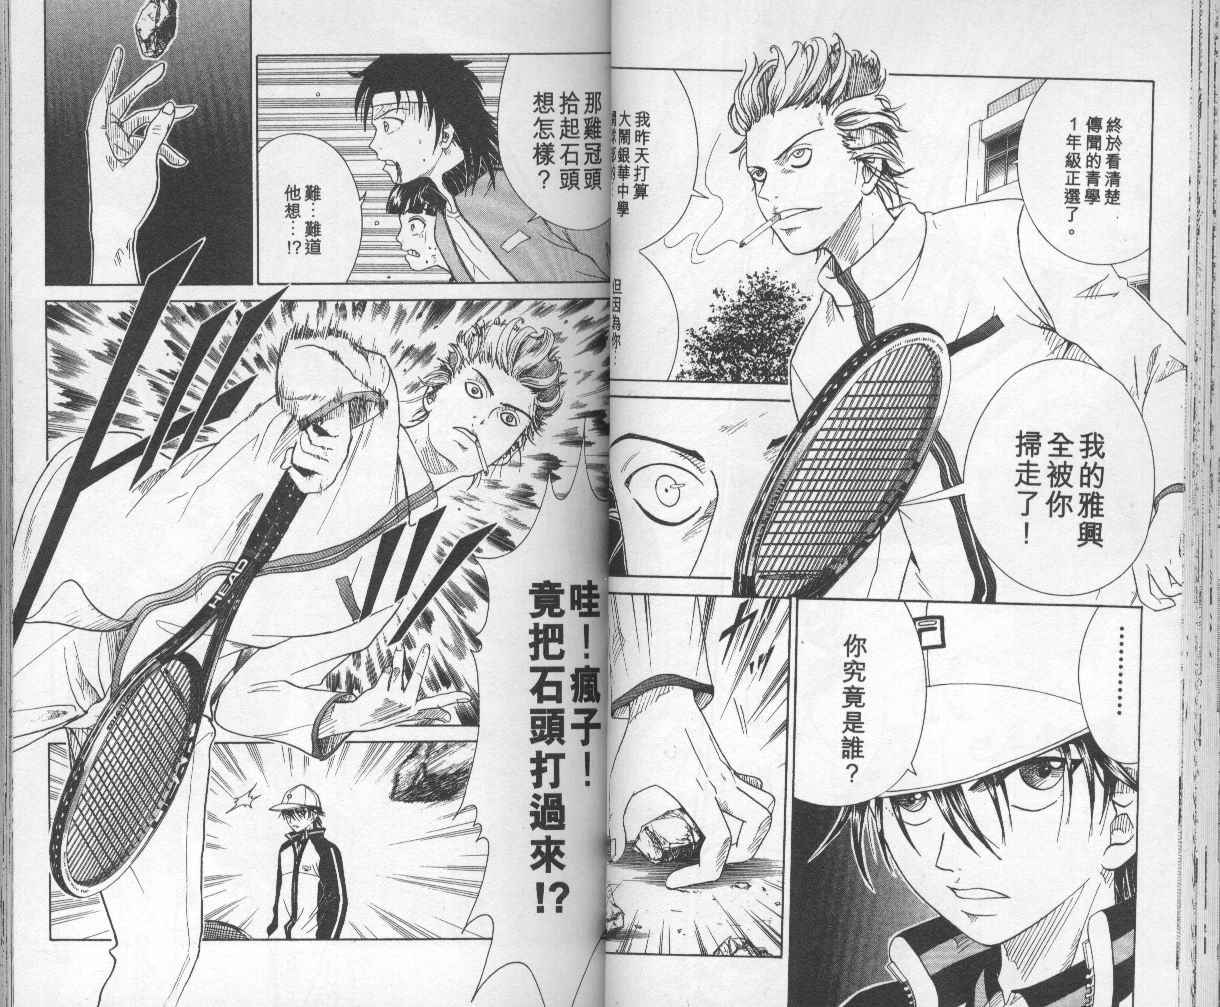 終於看清楚
傳聞的青學
1年級正選了。
我昨天打算
大鬧銀華中學
但因為你…
我的雅興
全被你
掃走了！
…………
你究竟是誰？
那雞冠頭
拾起石頭
想怎樣？
難…難道
他想…!?
哇！瘋子！
竟把石頭打過來!?
HEAD